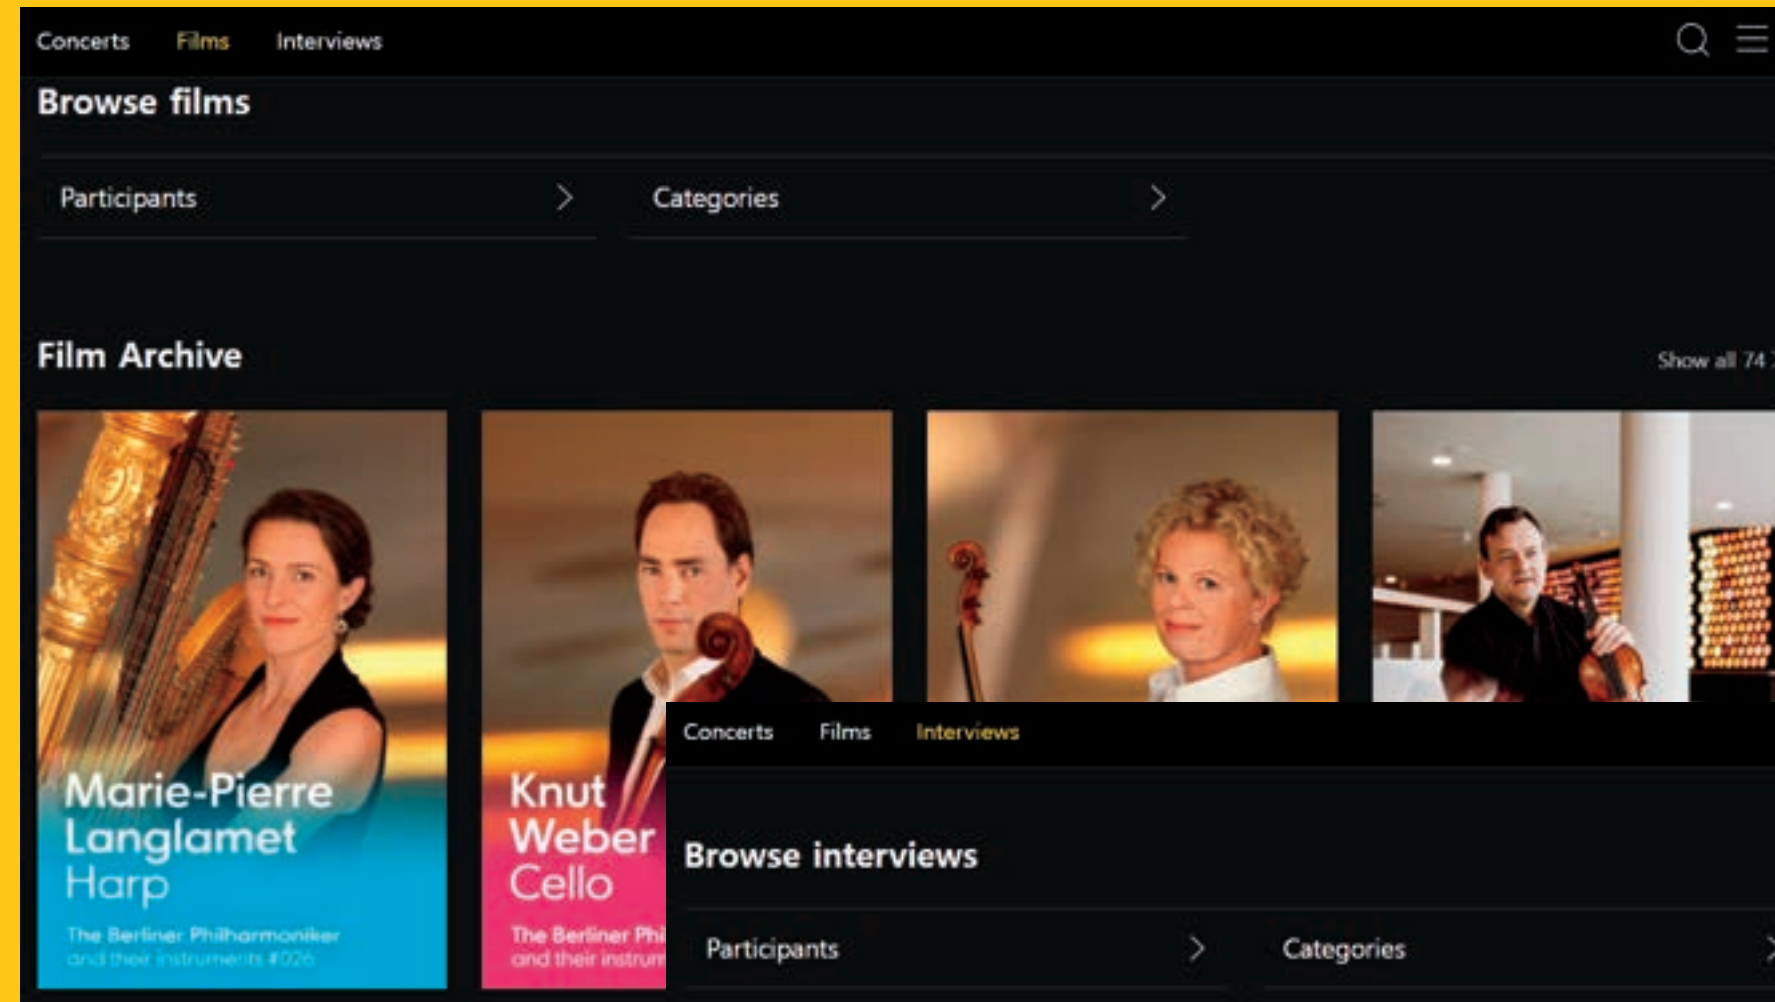 Concerts Films Interviews
Browse films
Participants Categories
Film Archive
Show all 74
Marie-Pierre
Langlamet
Harp
The Berliner Philharmoniker
and their instruments #026
Knut
Weber
Cello
The Berliner Phi
and their instrum
Concerts Films Interviews
Browse interviews
Participants Categories